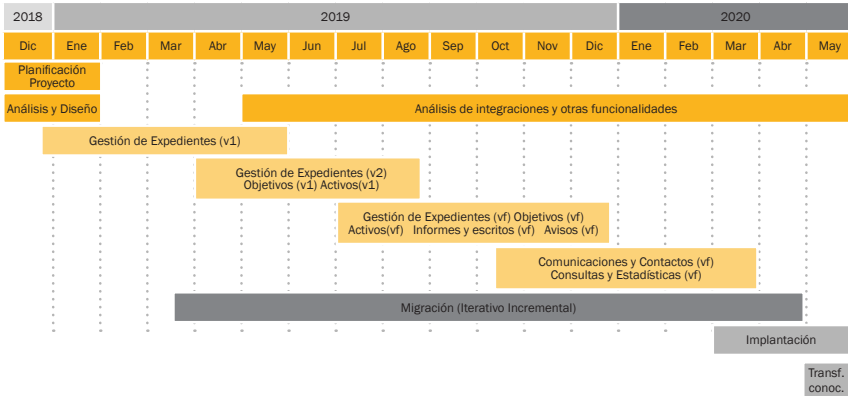 2018 2019 2020
Dic Ene Feb Mar Abr May Jun Jul Ago Sep Oct Nov Dic Ene Feb Mar Abr May
Planificación
Proyecto
Análisis y Diseño Análisis de integraciones y otras funcionalidades
Gestión de Expedientes (v1)
Gestión de Expedientes (v2)
Objetivos (v1) Activos(v1)
Gestión de Expedientes (vf) Objetivos (vf)
Activos(vf) Informes y escritos (vf) Avisos (vf)
Comunicaciones y Contactos (vf)
Consultas y Estadísticas (vf)
Migración (Iterativo Incremental)
Implantación
Transf.
conoc.